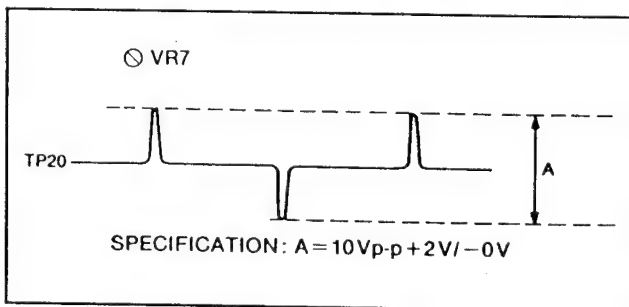 ⊘ VR7
TP20
A
SPECIFICATION: A=10Vp-p+2V/−0V